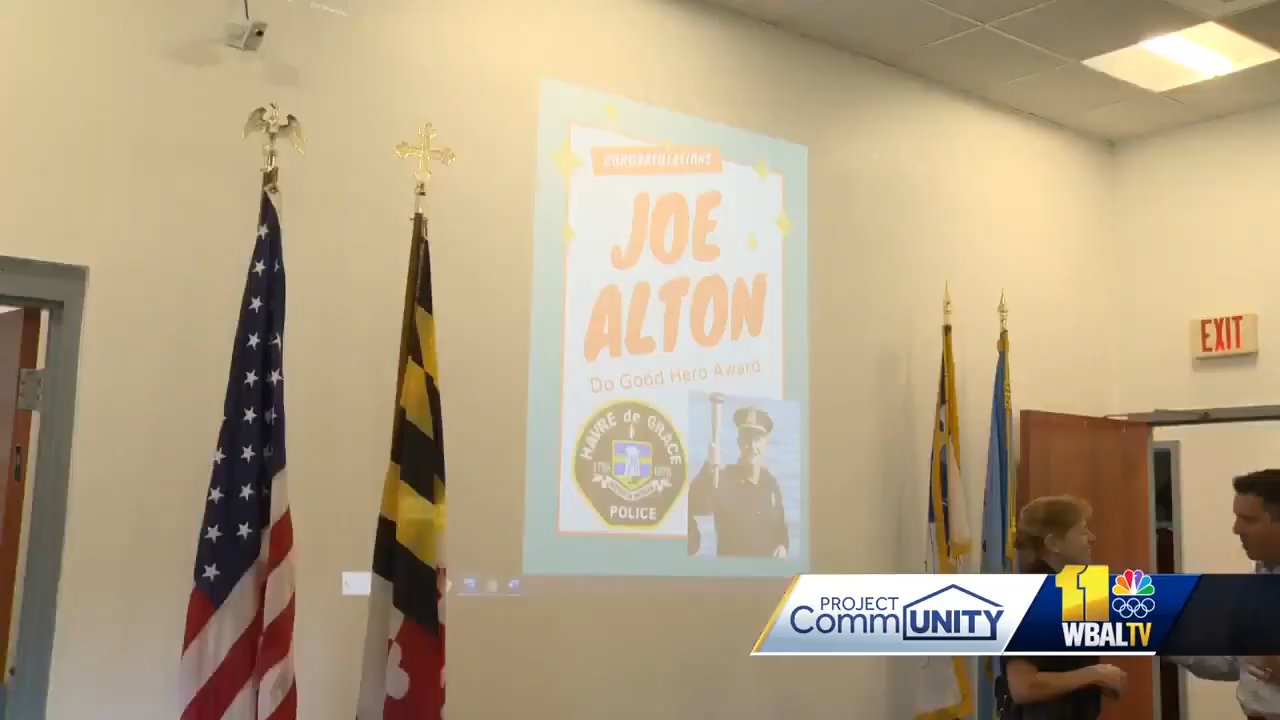 CONGRATULATIONS
JOE
ALTON
Do Good Hero Award
HAVRE de GRACE
POLICE
EXIT
PROJECT
CommUNITY
11
WBALTV